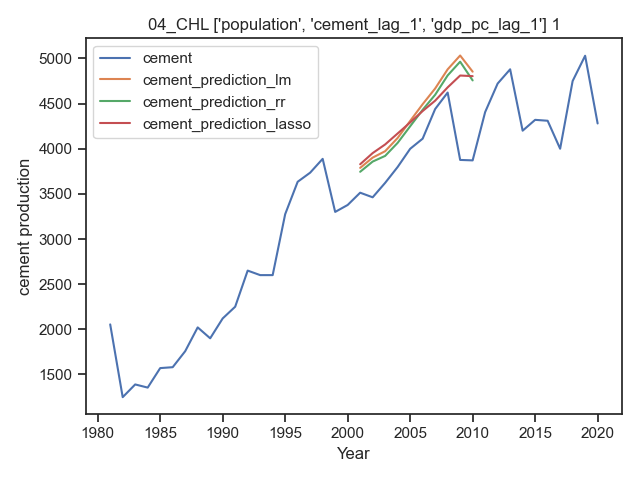 04_CHL ['population', 'cement_lag_1', 'gdp_pc_lag_1'] 1
cement
cement_prediction_lm
cement_prediction_rr
cement_prediction_lasso
5000
4500
4000
3500
3000
2500
2000
1500
cement production
1980 1985 1990 1995 2000 2005 2010 2015 2020
Year